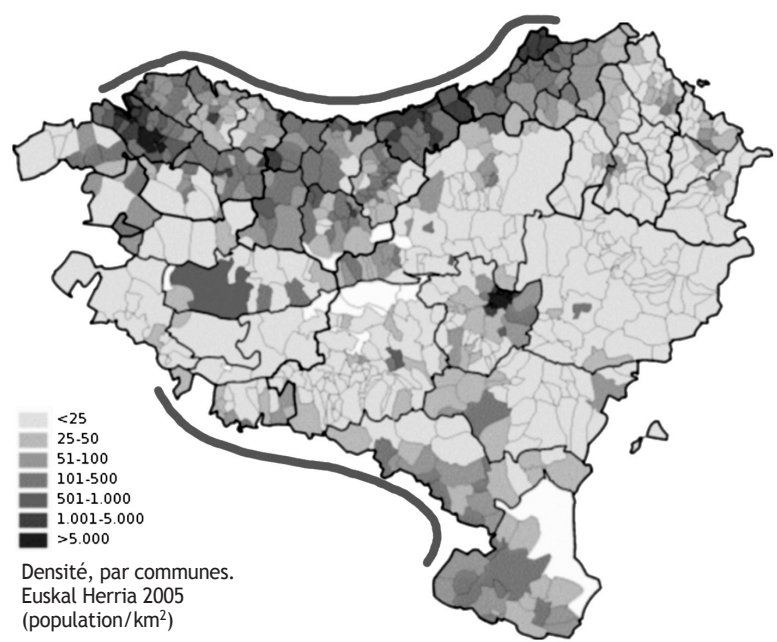 <25
25-50
51-100
101-500
501-1.000
1.001-5.000
>5.000
Densité, par communes.
Euskal Herria 2005
(population/km²)